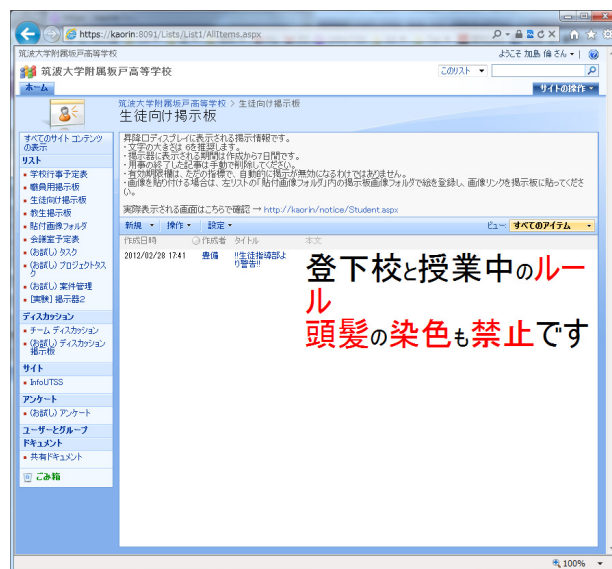 https://kaorin:8091/Lists/List1/AllItems.aspx
筑波大学附属坂戸高等学校
ようこそ 加島 倫 さん
筑波大学附属坂戸高等学校
このリスト
ホーム
サイトの操作
筑波大学附属坂戸高等学校 > 生徒向け掲示板
生徒向け掲示板
すべてのサイト コンテンツの表示
リスト
学校行事予定表
職員用掲示板
生徒向け掲示板
教生掲示板
貼付画像フォルダ
会議室予定表
(お試し) タスク
(お試し) プロジェクトタスク
(お試し) 案件管理
[実験] 掲示器2
ディスカッション
チーム ディスカッション
(お試し) ディスカッション掲示板
サイト
InfoUTSS
アンケート
(お試し) アンケート
ユーザーとグループ
ドキュメント
共有ドキュメント
ごみ箱
昇降口ディスプレイに表示される掲示情報です。
・文字の大きさは 6を推奨します。
・掲示器に表示される期間は作成から7日間です。
・用事の終了した記事は手動で削除してください。
・有効期限欄は、ただの指標で、自動的に掲示が無効になるわけではありません。
・画像を貼り付ける場合は、左リストの「貼付画像フォルダ」内の掲示板画像フォルダで絵を登録し、画像リンクを掲示板に貼ってください。
実際表示される画面はこちらで確認 → http://kaorin/notice/Student.aspx
新規 操作 設定 ビュー: すべてのアイテム
作成日時 作成者 タイトル 本文
2012/02/28 17:41 豊備 !!生徒指導部より警告!!
登下校と授業中のルール
頭髪の染色も禁止です
100%